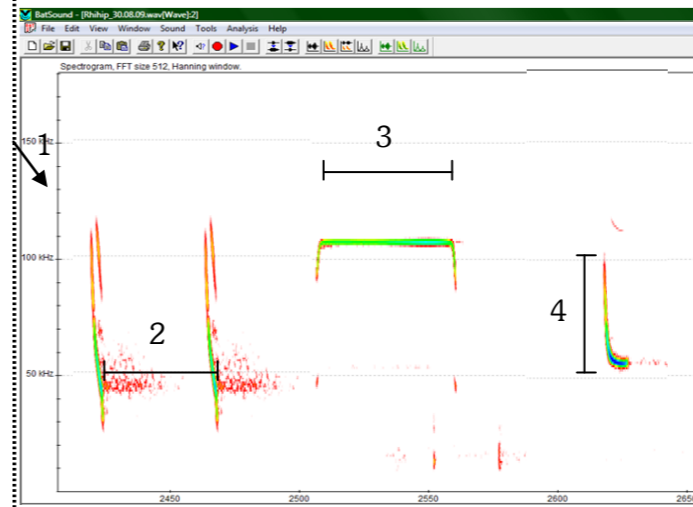 BatSound - [Rhihip_30.08.09.wav[Wave]:2]
File Edit View Window Sound Tools Analysis Help
Spectrogram, FFT size 512, Hanning window.
150 kHz
1
3
100 kHz
4
2
50 kHz
2450 2500 2550 2600 2650